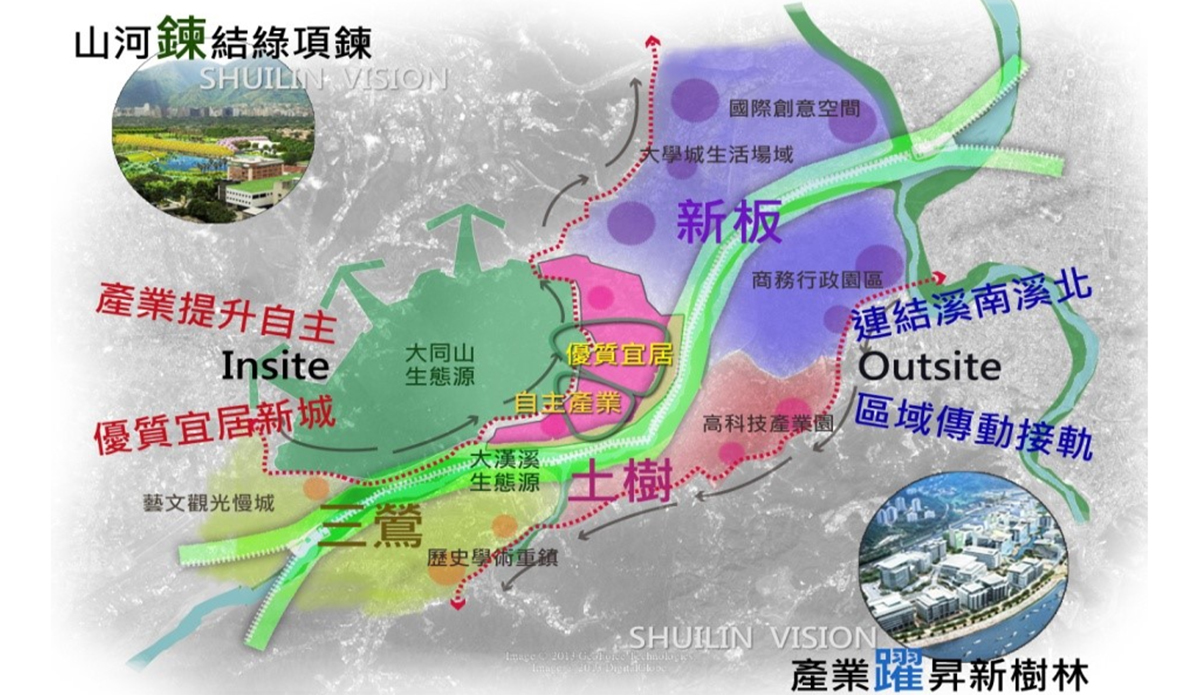 山河鍊結綠項鍊
SHUILIN VISION
國際創意空間
大學城生活場域
新板
商務行政園區
產業提升自主
Insite
優質宜居新城
大同山
生態源
優質宜居
自主產業
連結溪南溪北
Outsite
區域傳動接軌
高科技產業園
大漢溪
生態源
土樹
藝文觀光慢城
三鶯
歷史學術重鎮
SHUILIN VISION
Image © 2013 GeoForce Technologies
Image © 2013 DigitalGlobe
產業躍昇新樹林